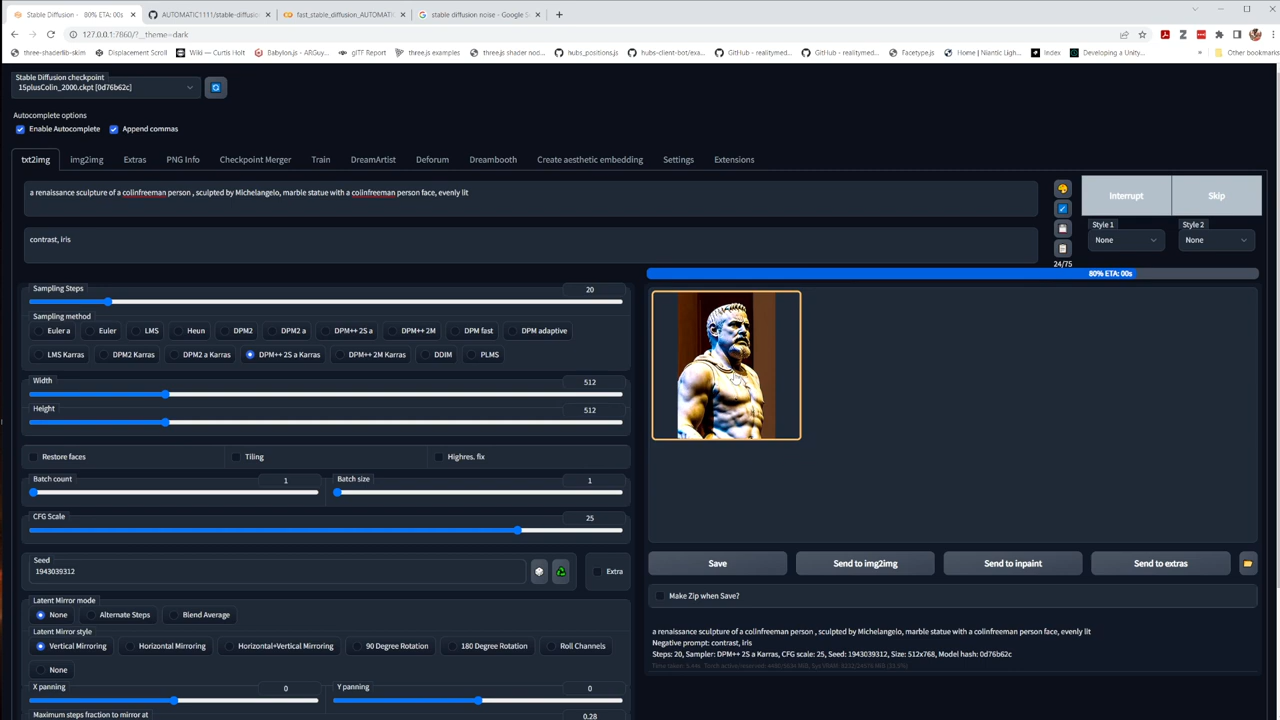 Stable Diffusion - 80% ETA: 00s
AUTOMATIC1111/stable-diffusio
fast_stable_diffusion_AUTOMATIC
stable diffusion noise - Google S
127.0.0.1:7860/?_theme=dark
three-shaderlib-skim
Displacement Scroll
Wiki — Curtis Holt
Babylon.js — ARGuy...
glTF Report
three.js examples
three.js shader nod...
hubs_positions.js
hubs-client-bot/exa...
GitHub - realitymed...
GitHub - realitymed...
Facetype.js
Home | Niantic Ligh...
Index
Developing a Unity...
»
Other bookmarks
Stable Diffusion checkpoint
15plusColin_2000.ckpt [0d76b62c]
Autocomplete options
Enable Autocomplete
Append commas
txt2img
img2img
Extras
PNG Info
Checkpoint Merger
Train
DreamArtist
Deforum
Dreambooth
Create aesthetic embedding
Settings
Extensions
a renaissance sculpture of a colinfreeman person , sculpted by Michelangelo, marble statue with a colinfreeman person face, evenly lit
Interrupt
Skip
Style 1
Style 2
contrast, iris
None
None
24/75
80% ETA: 00s
Sampling Steps
20
Sampling method
Euler a
Euler
LMS
Heun
DPM2
DPM2 a
DPM++ 2S a
DPM++ 2M
DPM fast
DPM adaptive
LMS Karras
DPM2 Karras
DPM2 a Karras
DPM++ 2S a Karras
DPM++ 2M Karras
DDIM
PLMS
Width
512
Height
512
Restore faces
Tiling
Highres. fix
Batch count
1
Batch size
1
CFG Scale
25
Seed
1943039312
Extra
Save
Send to img2img
Send to inpaint
Send to extras
Make Zip when Save?
Latent Mirror mode
None
Alternate Steps
Blend Average
Latent Mirror style
Vertical Mirroring
Horizontal Mirroring
Horizontal+Vertical Mirroring
90 Degree Rotation
180 Degree Rotation
Roll Channels
None
a renaissance sculpture of a colinfreeman person , sculpted by Michelangelo, marble statue with a colinfreeman person face, evenly lit
Negative prompt: contrast, iris
Steps: 20, Sampler: DPM++ 2S a Karras, CFG scale: 25, Seed: 1943039312, Size: 512x768, Model hash: 0d76b62c
X panning
0
Y panning
0
Maximum steps fraction to mirror at
0.28